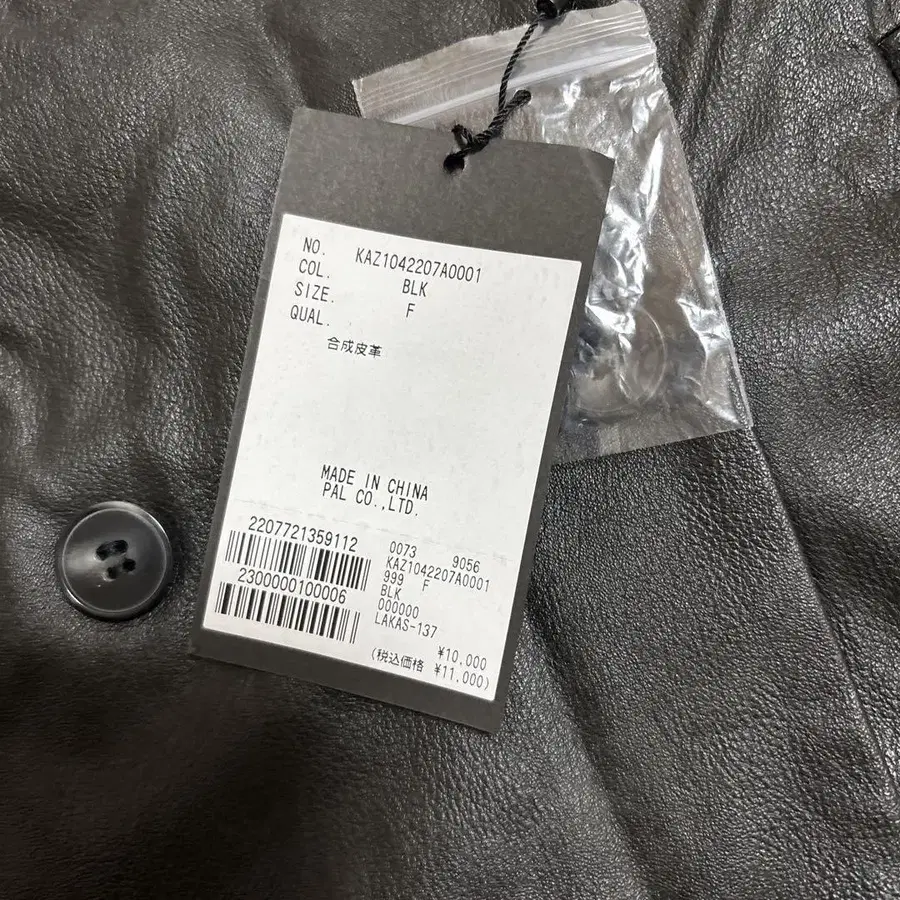 NO. KAZ1042207A0001
COL. BLK
SIZE. F
QUAL.
合成皮革
MADE IN CHINA
PAL CO.,LTD.
2207721359112
2300000100006
0073 9056
KAZ1042207A0001
999 F
BLK
000000
LAKAS-137
¥10,000
(税込価格 ¥11,000)